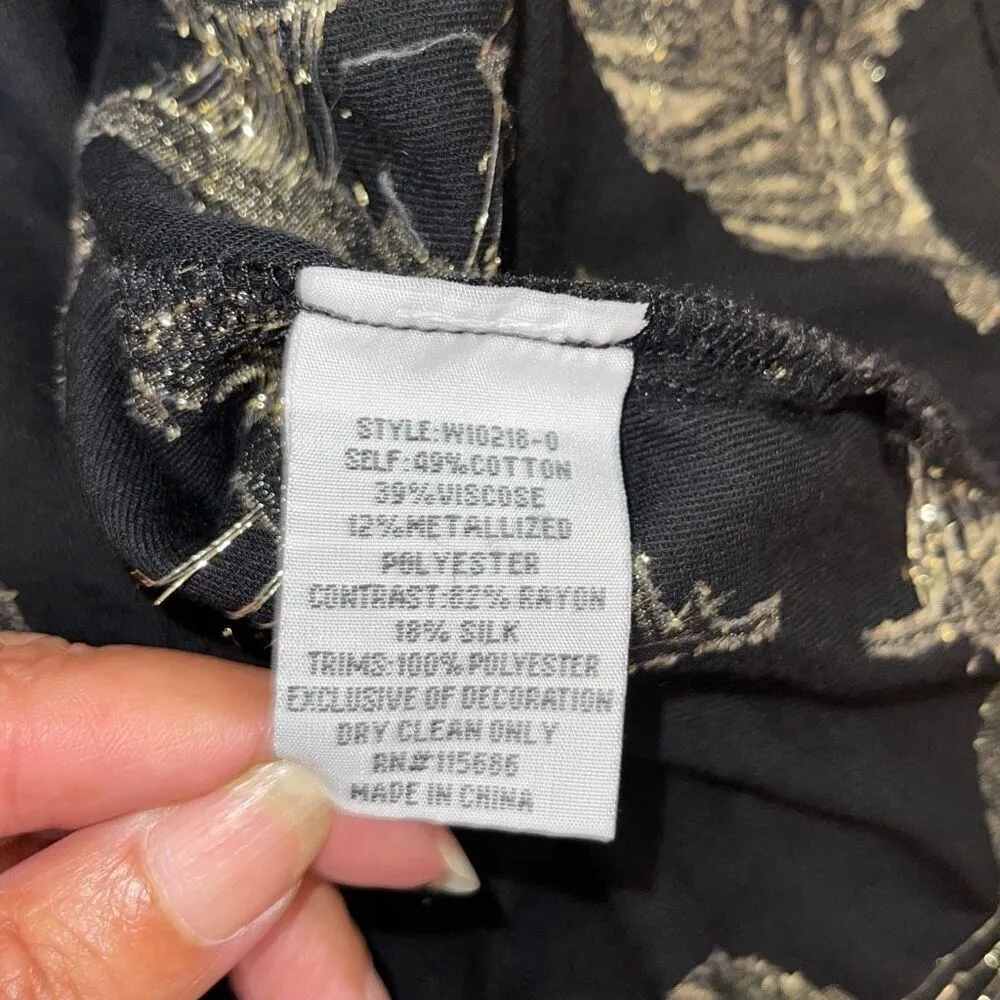 STYLE:W10218-0
SELF:49%COTTON
39%VISCOSE
12%METALLIZED
POLYESTER
CONTRAST:82% RAYON
18% SILK
TRIMS:100% POLYESTER
EXCLUSIVE OF DECORATION
DRY CLEAN ONLY
RN#115686
MADE IN CHINA